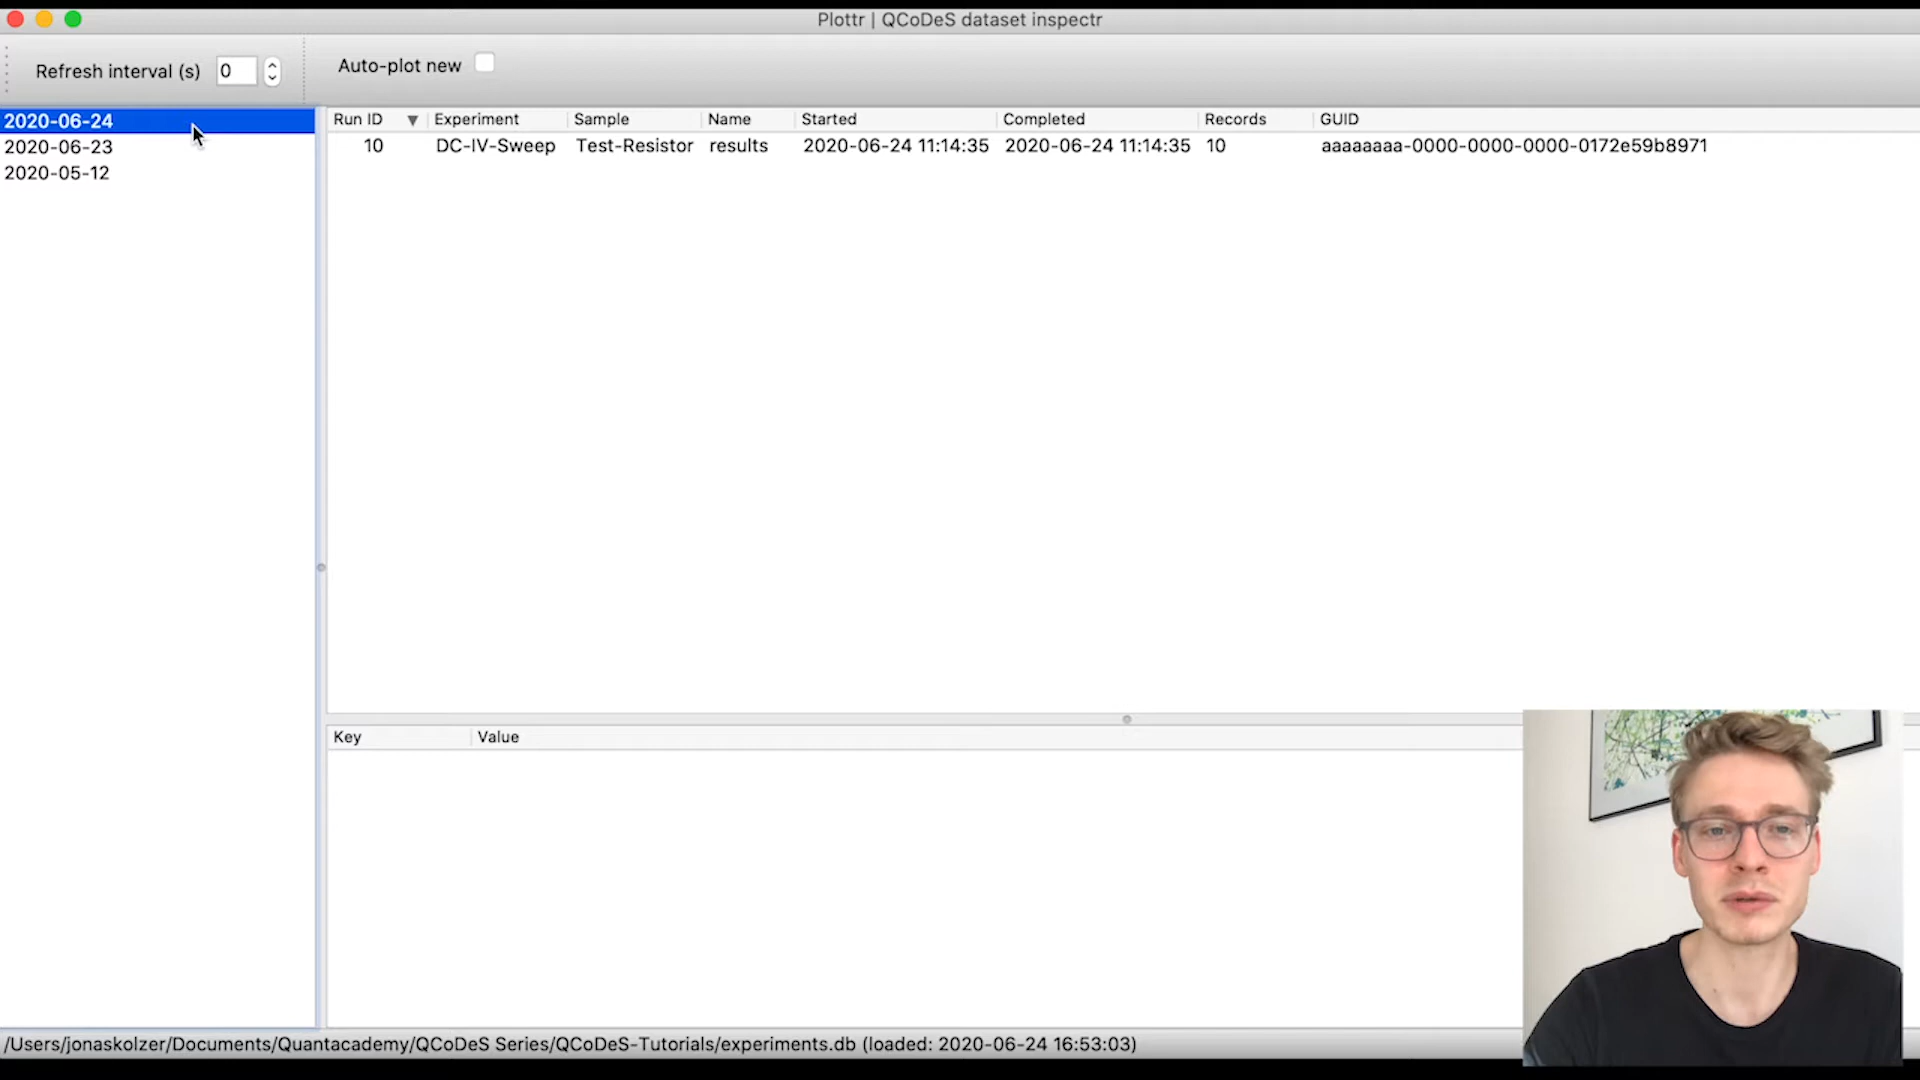 Plottr | QCoDeS dataset inspectr
Refresh interval (s) 0 Auto-plot new
2020-06-24
2020-06-23
2020-05-12
Run ID Experiment Sample Name Started Completed Records GUID
10 DC-IV-Sweep Test-Resistor results 2020-06-24 11:14:35 2020-06-24 11:14:35 10 aaaaaaaa-0000-0000-0000-0172e59b8971
Key Value
/Users/jonaskolzer/Documents/Quantacademy/QCoDeS Series/QCoDeS-Tutorials/experiments.db (loaded: 2020-06-24 16:53:03)